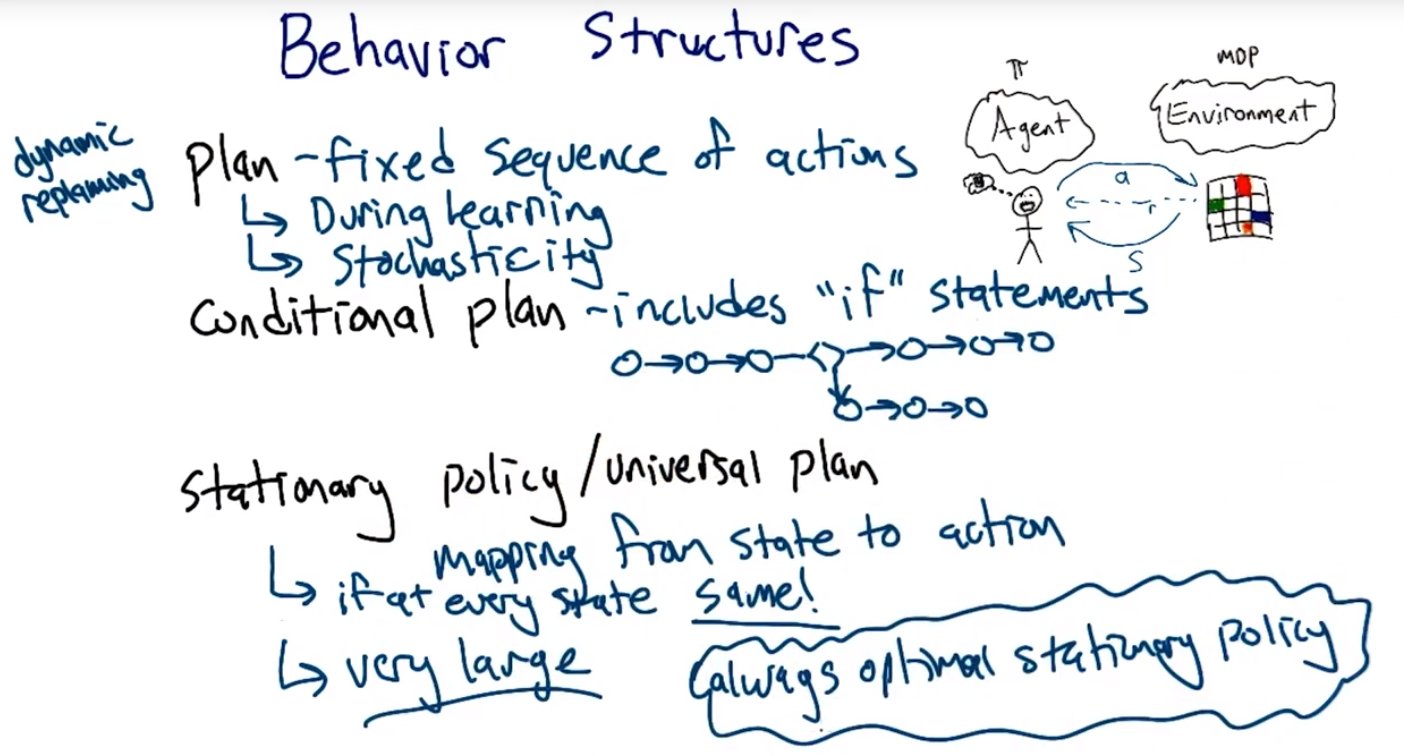 Behavior Structures
π
MDP
Agent
Environment
a
r
s
dynamic
replanning
plan - fixed sequence of actions
↳ During learning
↳ Stochasticity
conditional plan - includes "if" statements
stationary policy/universal plan
mapping from state to action
↳ if at every state same!
↳ very large
(always optimal stationary policy